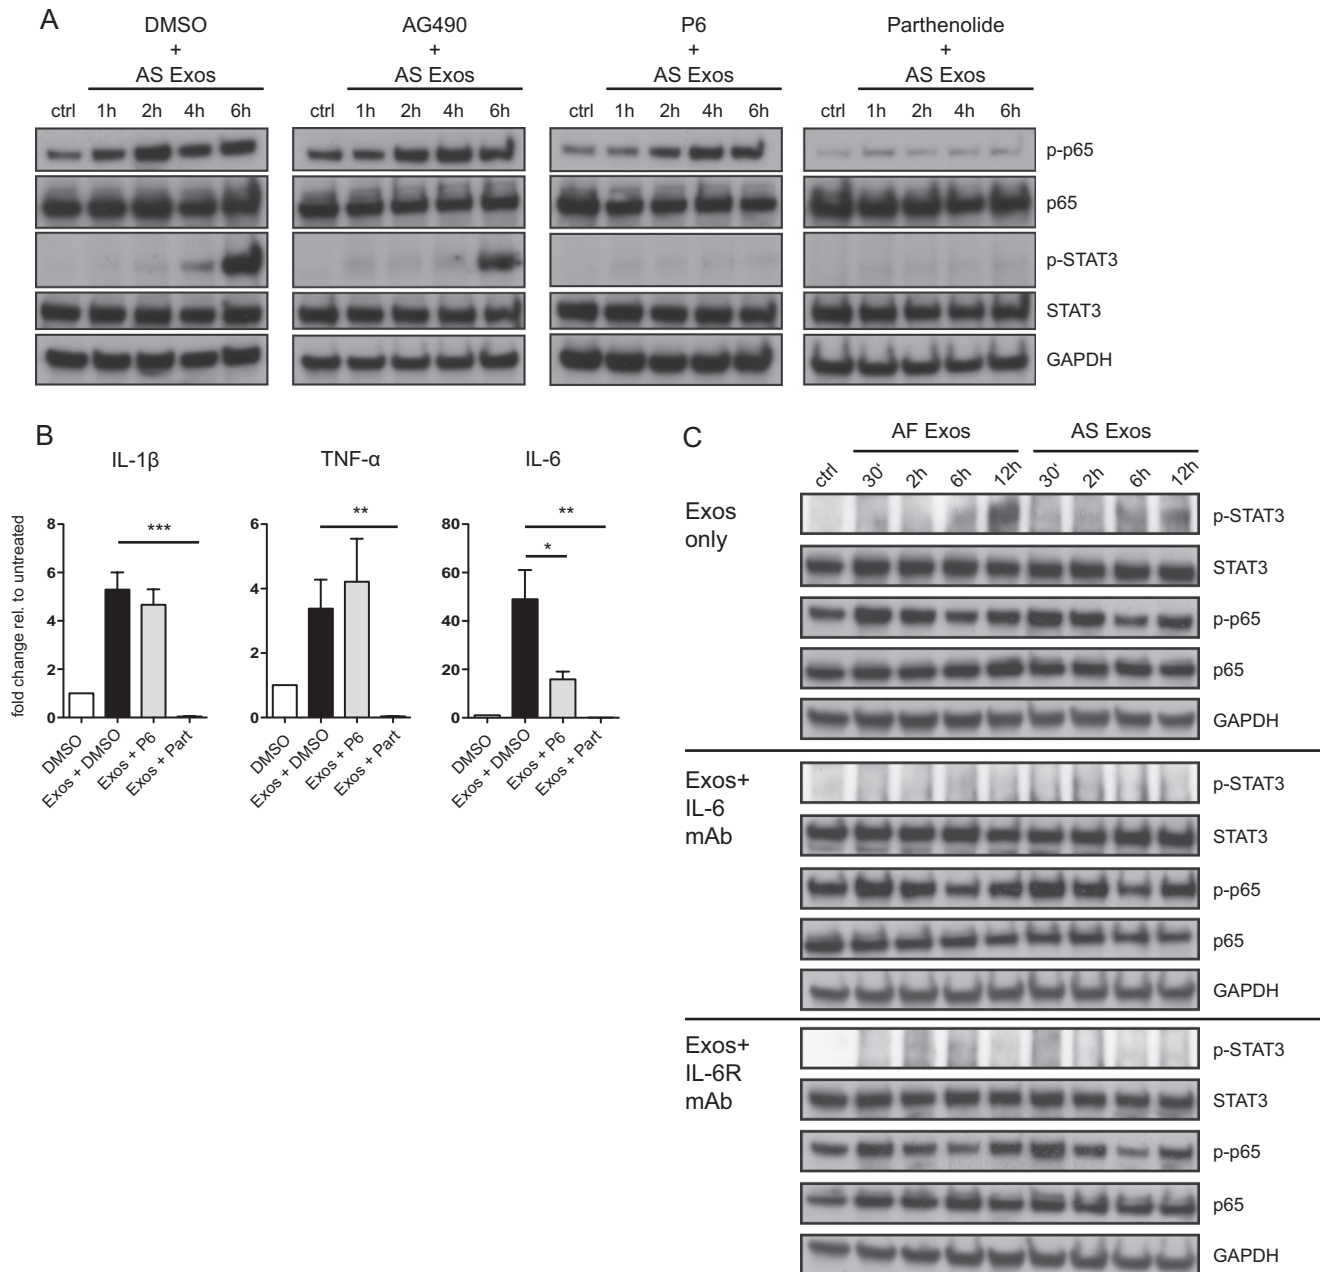 A
DMSO
+
AS Exos
ctrl 1h 2h 4h 6h
AG490
+
AS Exos
ctrl 1h 2h 4h 6h
P6
+
AS Exos
ctrl 1h 2h 4h 6h
Parthenolide
+
AS Exos
ctrl 1h 2h 4h 6h
p-p65
p65
p-STAT3
STAT3
GAPDH
B
fold change rel. to untreated
IL-1β
***
8
6
4
2
0
DMSO
Exos + DMSO
Exos + P6
Exos + Part
TNF-α
**
6
4
2
0
DMSO
Exos + DMSO
Exos + P6
Exos + Part
IL-6
**
*
80
60
40
20
0
DMSO
Exos + DMSO
Exos + P6
Exos + Part
C
AF Exos AS Exos
ctrl 30' 2h 6h 12h 30' 2h 6h 12h
Exos
only
p-STAT3
STAT3
p-p65
p65
GAPDH
Exos+
IL-6
mAb
p-STAT3
STAT3
p-p65
p65
GAPDH
Exos+
IL-6R
mAb
p-STAT3
STAT3
p-p65
p65
GAPDH